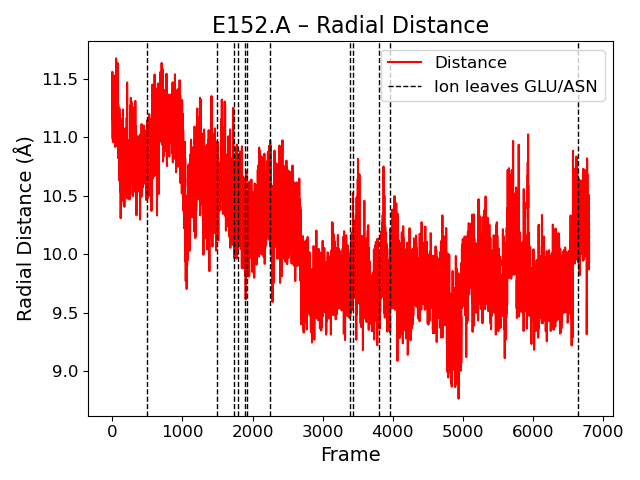 E152.A – Radial Distance
Distance
Ion leaves GLU/ASN
Radial Distance (Å)
11.5
11.0
10.5
10.0
9.5
9.0
0 1000 2000 3000 4000 5000 6000 7000
Frame